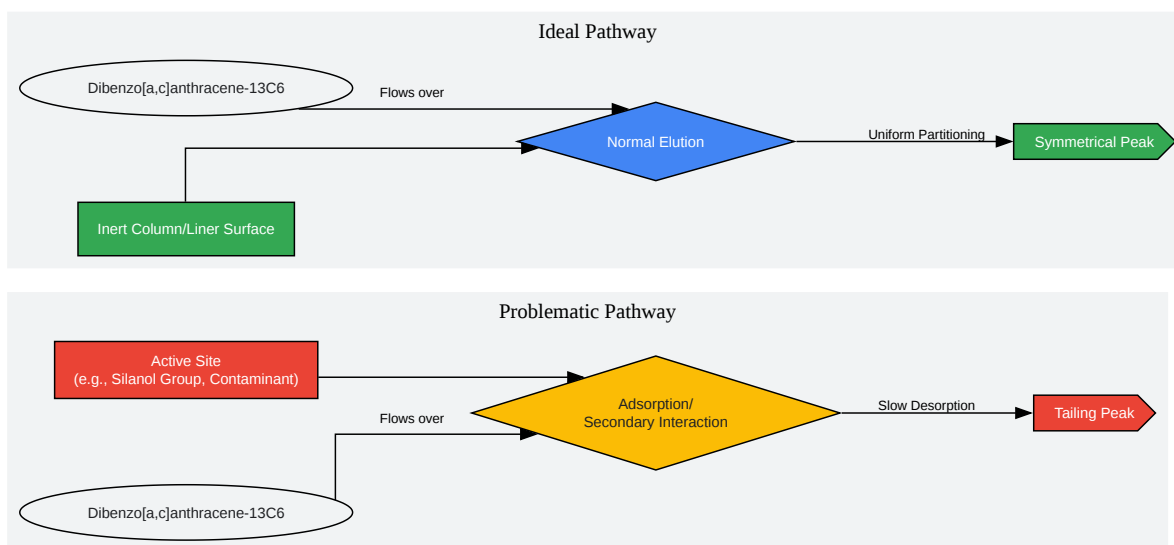 Ideal Pathway
Dibenzo[a,c]anthracene-13C6
Flows over
Normal Elution
Uniform Partitioning
Symmetrical Peak
Inert Column/Liner Surface
Problematic Pathway
Active Site
(e.g., Silanol Group, Contaminant)
Flows over
Adsorption/
Secondary Interaction
Slow Desorption
Tailing Peak
Dibenzo[a,c]anthracene-13C6